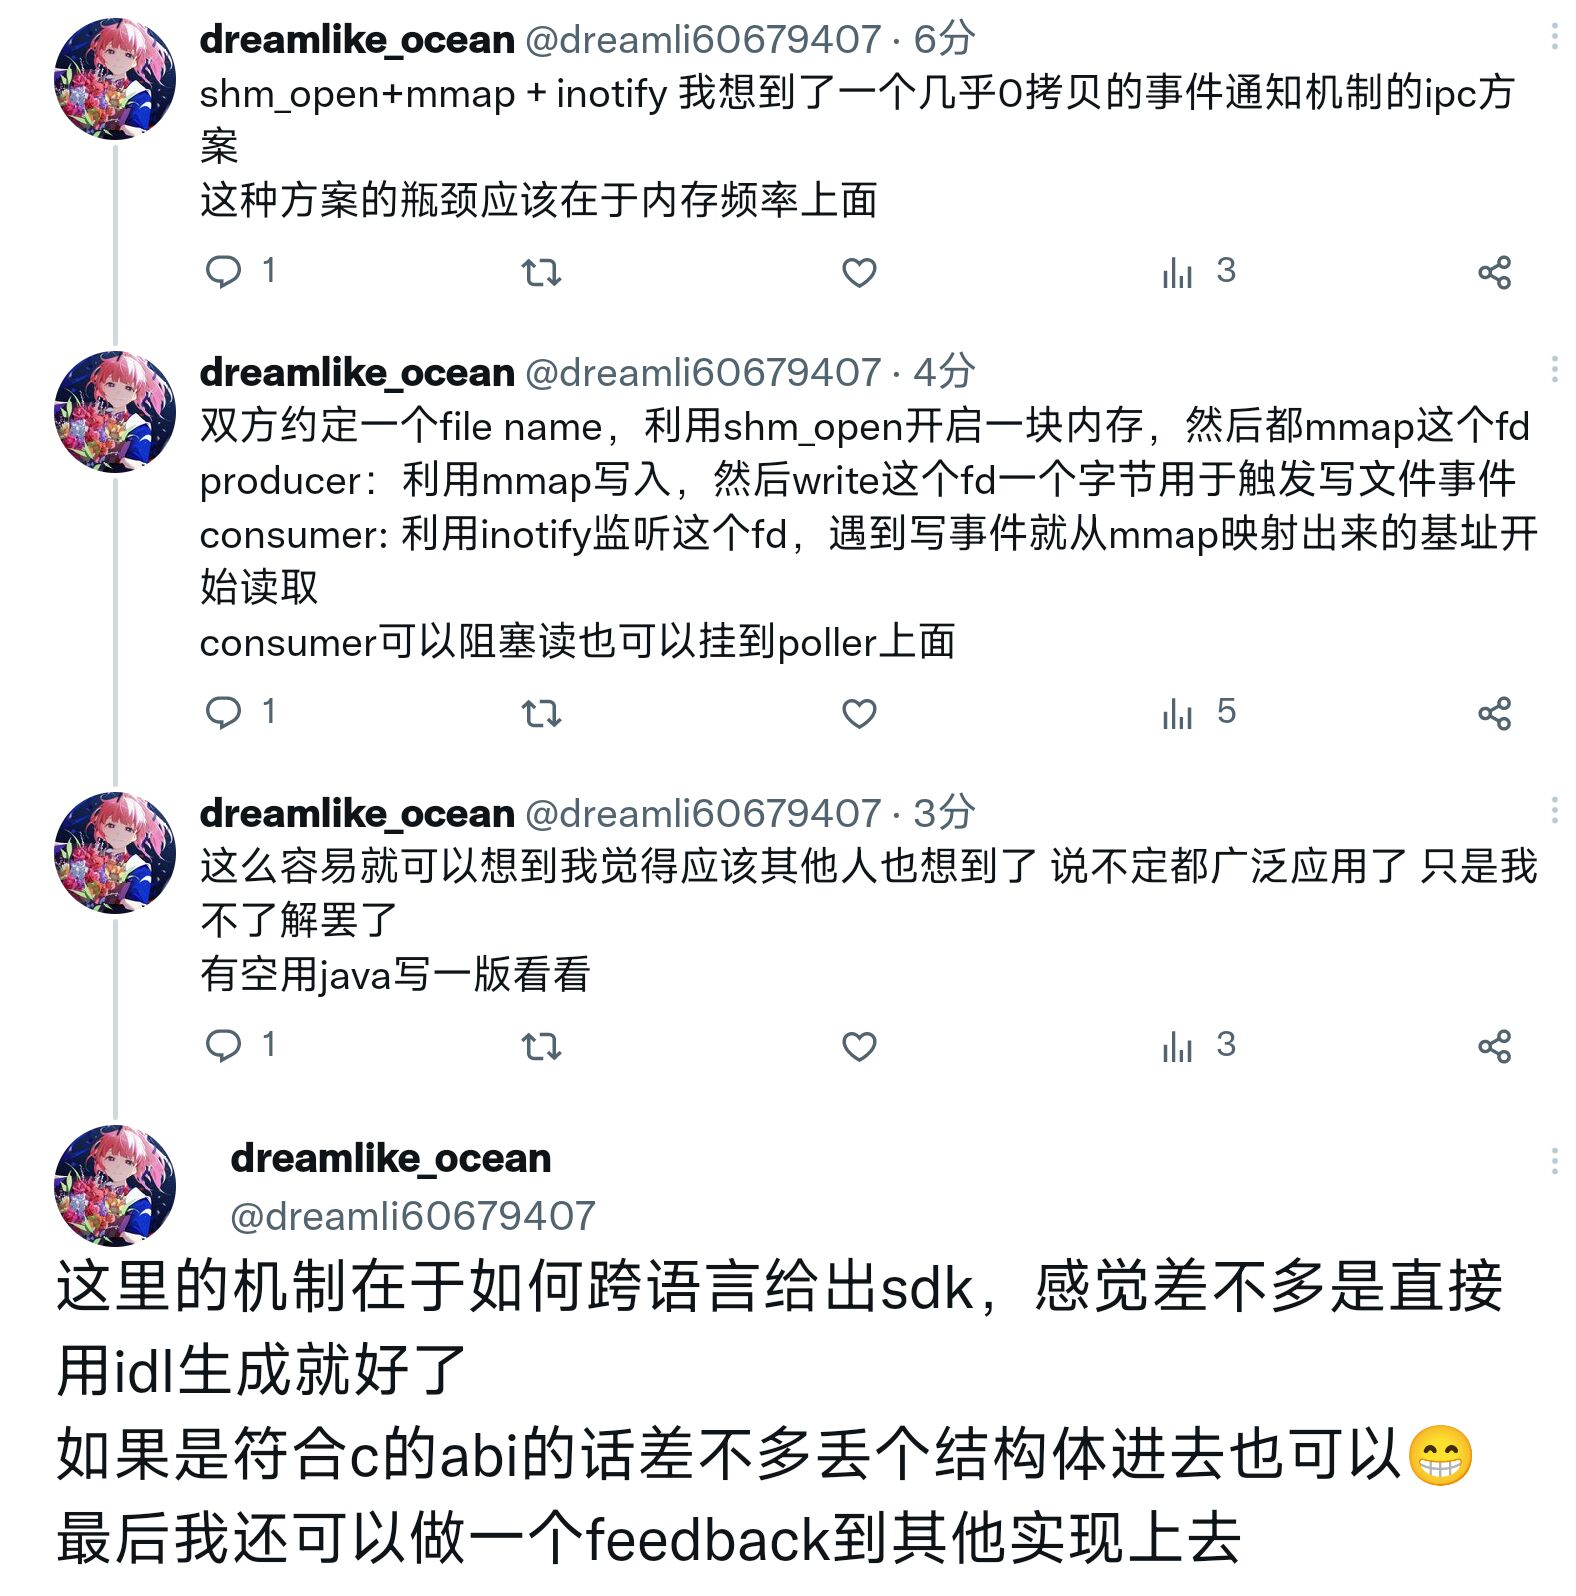 dreamlike_ocean @dreamli60679407 · 6分
shm_open+mmap + inotify 我想到了一个几乎0拷贝的事件通知机制的ipc方
案
这种方案的瓶颈应该在于内存频率上面
1 3
dreamlike_ocean @dreamli60679407 · 4分
双方约定一个file name，利用shm_open开启一块内存，然后都mmap这个fd
producer：利用mmap写入，然后write这个fd一个字节用于触发写文件事件
consumer: 利用inotify监听这个fd，遇到写事件就从mmap映射出来的基址开
始读取
consumer可以阻塞读也可以挂到poller上面
1 5
dreamlike_ocean @dreamli60679407 · 3分
这么容易就可以想到我觉得应该其他人也想到了 说不定都广泛应用了 只是我
不了解罢了
有空用java写一版看看
1 3
dreamlike_ocean
@dreamli60679407
这里的机制在于如何跨语言给出sdk，感觉差不多是直接
用idl生成就好了
如果是符合c的abi的话差不多丢个结构体进去也可以😁
最后我还可以做一个feedback到其他实现上去